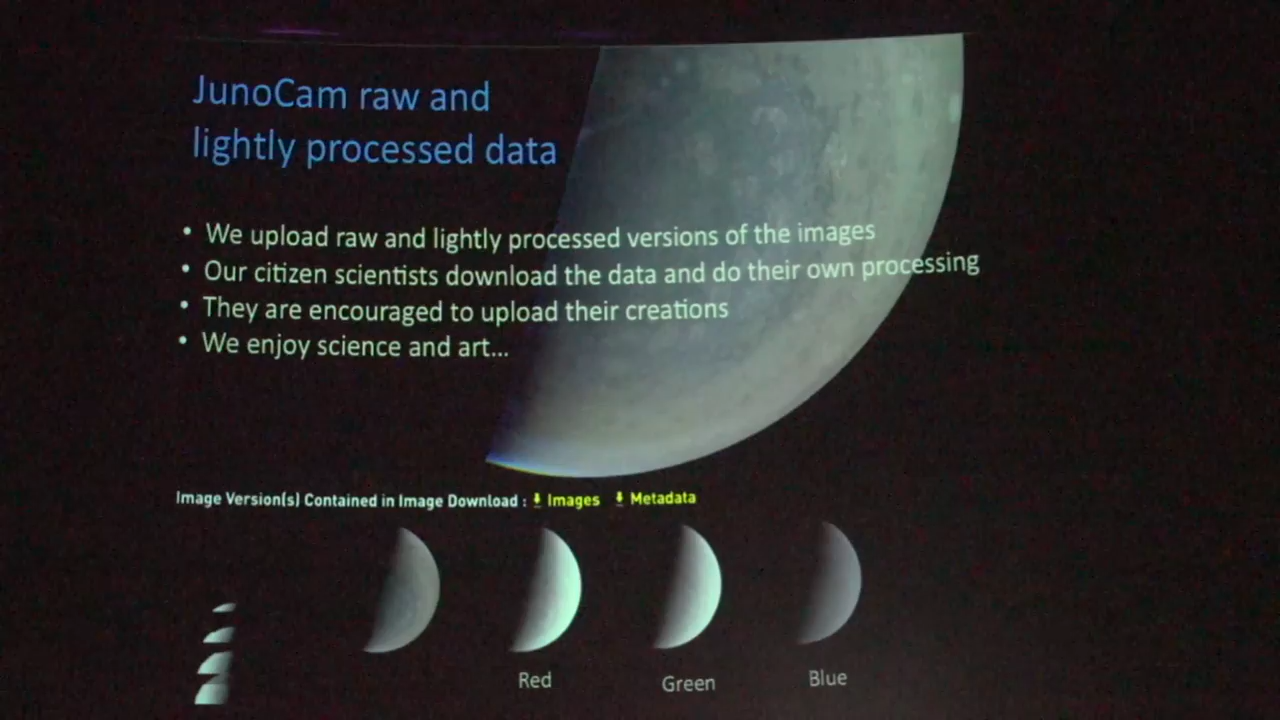 JunoCam raw and
lightly processed data
• We upload raw and lightly processed versions of the images
• Our citizen scientists download the data and do their own processing
• They are encouraged to upload their creations
• We enjoy science and art...
Image Version(s) Contained in Image Download : Images Metadata
Red Green Blue